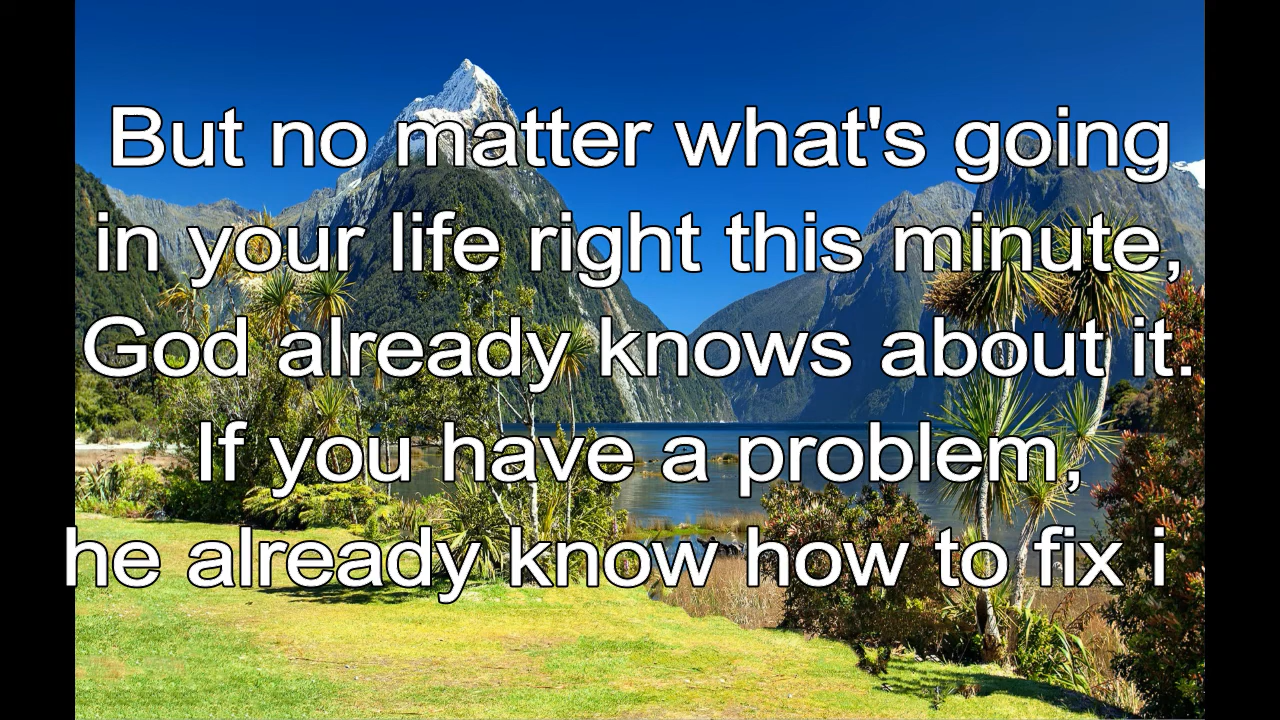 But no matter what's going
in your life right this minute,
God already knows about it.
If you have a problem,
he already know how to fix i